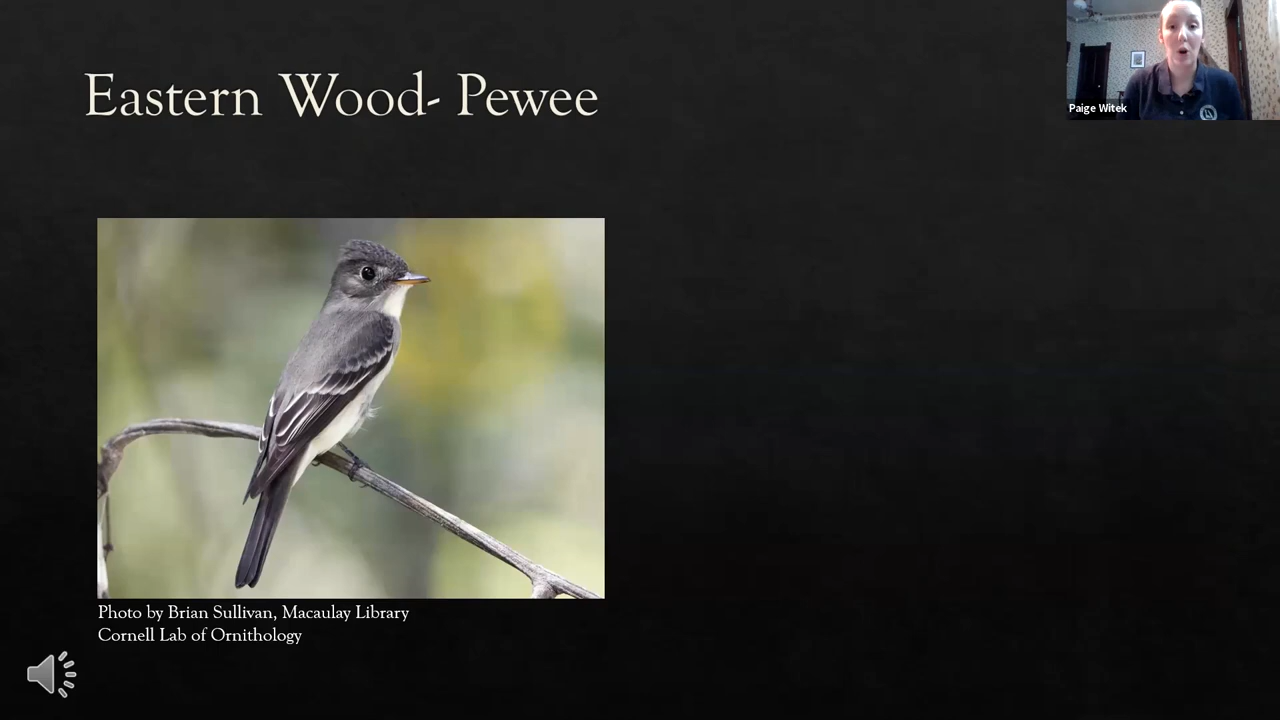 Eastern Wood- Pewee
Paige Witek
Photo by Brian Sullivan, Macaulay Library
Cornell Lab of Ornithology